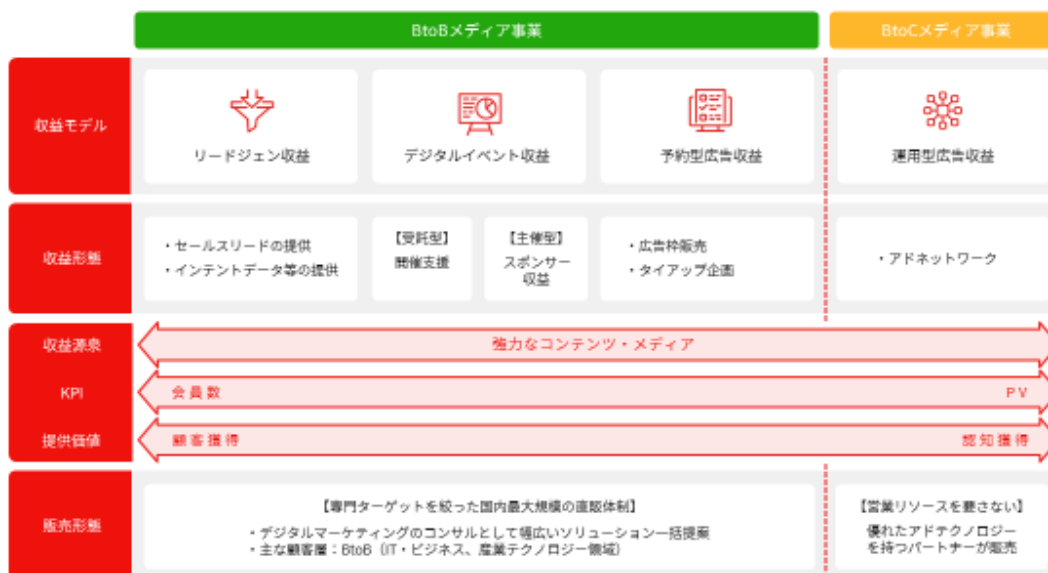 BtoBメディア事業
BtoCメディア事業
収益モデル
リードジェン収益
デジタルイベント収益
予約型広告収益
運用型広告収益
収益形態
・セールスリードの提供
・インテントデータ等の提供
【受託型】
開催支援
【主催型】
スポンサー
収益
・広告枠販売
・タイアップ企画
・アドネットワーク
収益源泉
強力なコンテンツ・メディア
KPI
会員数
PV
提供価値
顧客獲得
認知獲得
販売形態
【専門ターゲットを絞った国内最大規模の直販体制】
・デジタルマーケティングのコンサルとして幅広いソリューション一括提案
・主な顧客層：BtoB（IT・ビジネス、産業テクノロジー領域）
【営業リソースを要さない】
優れたアドテクノロジー
を持つパートナーが販売